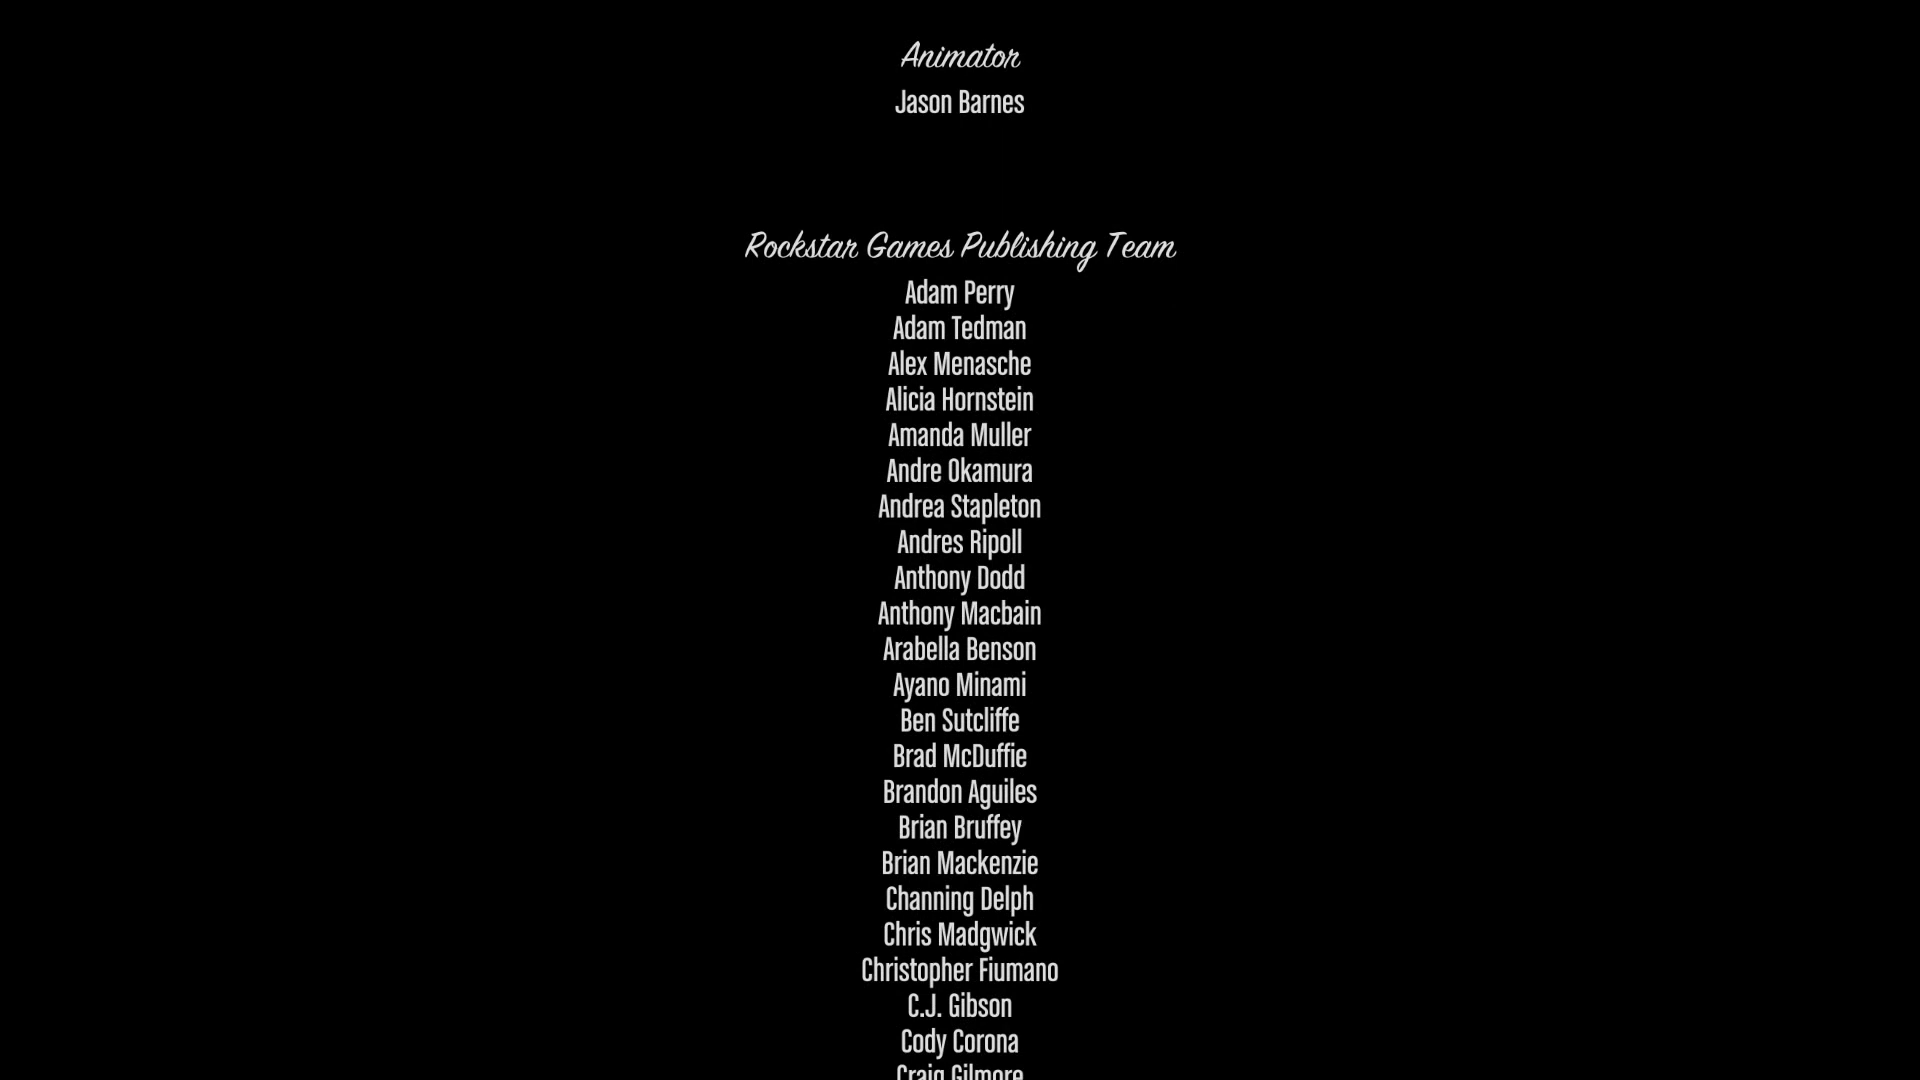 Animator
Jason Barnes
Rockstar Games Publishing Team
Adam Perry
Adam Tedman
Alex Menasche
Alicia Hornstein
Amanda Muller
Andre Okamura
Andrea Stapleton
Andres Ripoll
Anthony Dodd
Anthony Macbain
Arabella Benson
Ayano Minami
Ben Sutcliffe
Brad McDuffie
Brandon Aguiles
Brian Bruffey
Brian Mackenzie
Channing Delph
Chris Madgwick
Christopher Fiumano
C.J. Gibson
Cody Corona
Craig Gilmore